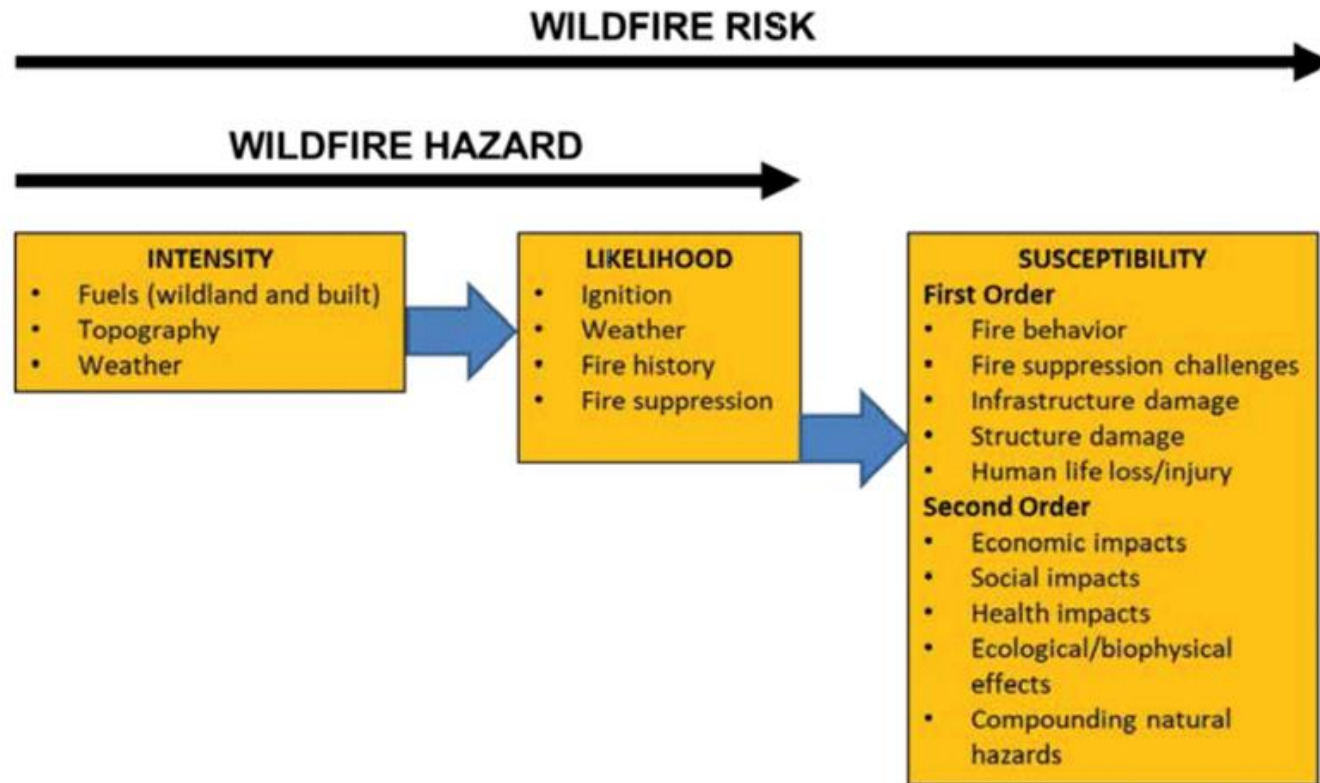 WILDFIRE RISK
WILDFIRE HAZARD
INTENSITY
• Fuels (wildland and built)
• Topography
• Weather
LIKELIHOOD
• Ignition
• Weather
• Fire history
• Fire suppression
SUSCEPTIBILITY
First Order
• Fire behavior
• Fire suppression challenges
• Infrastructure damage
• Structure damage
• Human life loss/injury
Second Order
• Economic impacts
• Social impacts
• Health impacts
• Ecological/biophysical
effects
• Compounding natural
hazards